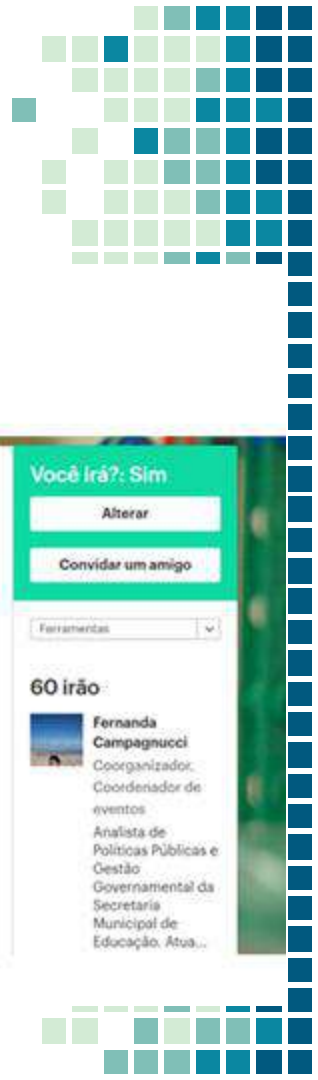 Você irá?: Sim
Alterar
Convidar um amigo
Ferramentas
60 irão
Fernanda
Campagnucci
Coorganizador,
Coordenador de
eventos
Analista de
Políticas Públicas e
Gestão
Governamental da
Secretaria
Municipal de
Educação. Atua...